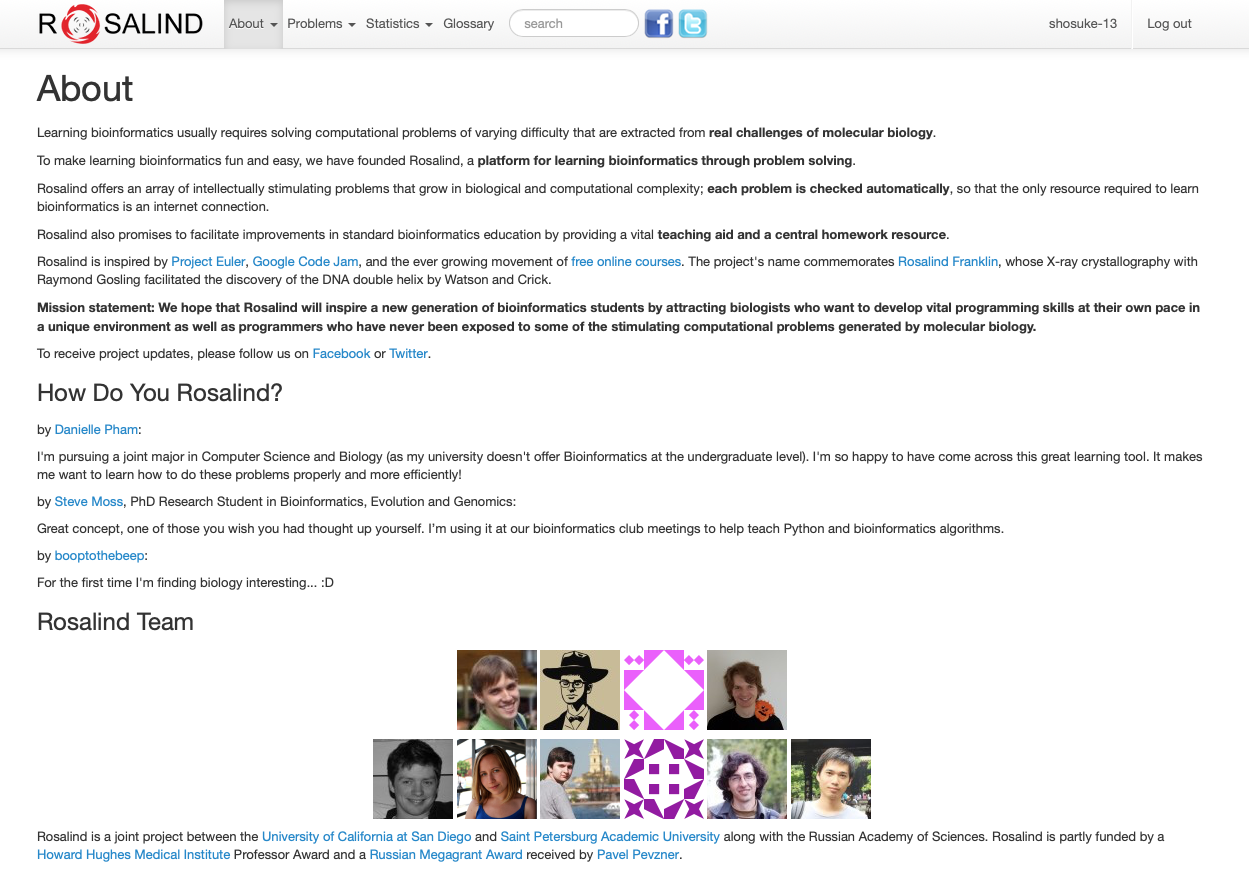 ROSALIND About Problems Statistics Glossary search shosuke-13 Log out
About
Learning bioinformatics usually requires solving computational problems of varying difficulty that are extracted from real challenges of molecular biology.
To make learning bioinformatics fun and easy, we have founded Rosalind, a platform for learning bioinformatics through problem solving.
Rosalind offers an array of intellectually stimulating problems that grow in biological and computational complexity; each problem is checked automatically, so that the only resource required to learn
bioinformatics is an internet connection.
Rosalind also promises to facilitate improvements in standard bioinformatics education by providing a vital teaching aid and a central homework resource.
Rosalind is inspired by Project Euler, Google Code Jam, and the ever growing movement of free online courses. The project's name commemorates Rosalind Franklin, whose X-ray crystallography with
Raymond Gosling facilitated the discovery of the DNA double helix by Watson and Crick.
Mission statement: We hope that Rosalind will inspire a new generation of bioinformatics students by attracting biologists who want to develop vital programming skills at their own pace in
a unique environment as well as programmers who have never been exposed to some of the stimulating computational problems generated by molecular biology.
To receive project updates, please follow us on Facebook or Twitter.
How Do You Rosalind?
by Danielle Pham:
I'm pursuing a joint major in Computer Science and Biology (as my university doesn't offer Bioinformatics at the undergraduate level). I'm so happy to have come across this great learning tool. It makes
me want to learn how to do these problems properly and more efficiently!
by Steve Moss, PhD Research Student in Bioinformatics, Evolution and Genomics:
Great concept, one of those you wish you had thought up yourself. I’m using it at our bioinformatics club meetings to help teach Python and bioinformatics algorithms.
by booptothebeep:
For the first time I'm finding biology interesting... :D
Rosalind Team
Rosalind is a joint project between the University of California at San Diego and Saint Petersburg Academic University along with the Russian Academy of Sciences. Rosalind is partly funded by a
Howard Hughes Medical Institute Professor Award and a Russian Megagrant Award received by Pavel Pevzner.